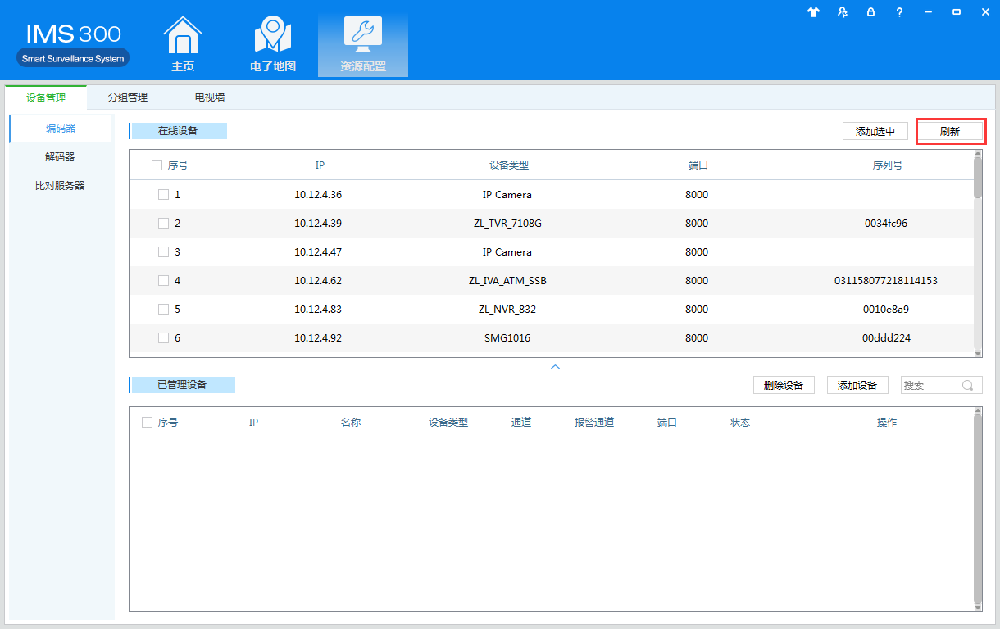 IMS 300
Smart Surveillance System
主页
电子地图
资源配置
?
设备管理 分组管理 电视墙
编码器
解码器
比对服务器
在线设备 添加选中 刷新
序号 IP 设备类型 端口 序列号
1 10.12.4.36 IP Camera 8000
2 10.12.4.39 ZL_TVR_7108G 8000 0034fc96
3 10.12.4.47 IP Camera 8000
4 10.12.4.62 ZL_IVA_ATM_SSB 8000 031158077218114153
5 10.12.4.83 ZL_NVR_832 8000 0010e8a9
6 10.12.4.92 SMG1016 8000 00ddd224
已管理设备 删除设备 添加设备 搜索
序号 IP 名称 设备类型 通道 报警通道 端口 状态 操作